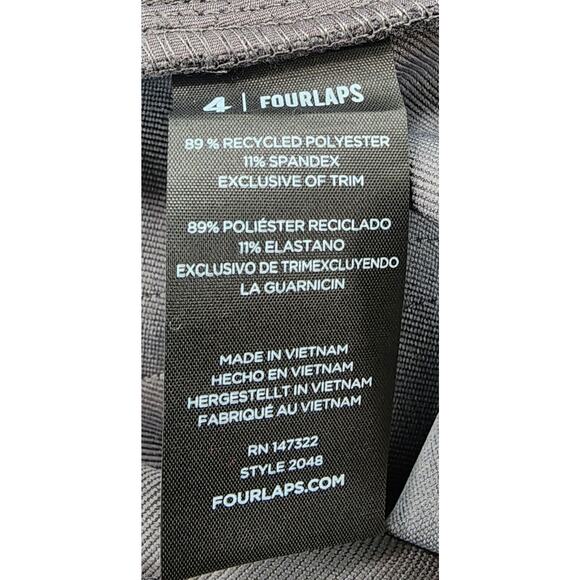 4 | FOURLAPS
89 % RECYCLED POLYESTER
11% SPANDEX
EXCLUSIVE OF TRIM
89% POLIÉSTER RECICLADO
11% ELASTANO
EXCLUSIVO DE TRIMEXCLUYENDO
LA GUARNICIN
MADE IN VIETNAM
HECHO EN VIETNAM
HERGESTELLT IN VIETNAM
FABRIQUÉ AU VIETNAM
RN 147322
STYLE 2048
FOURLAPS.COM